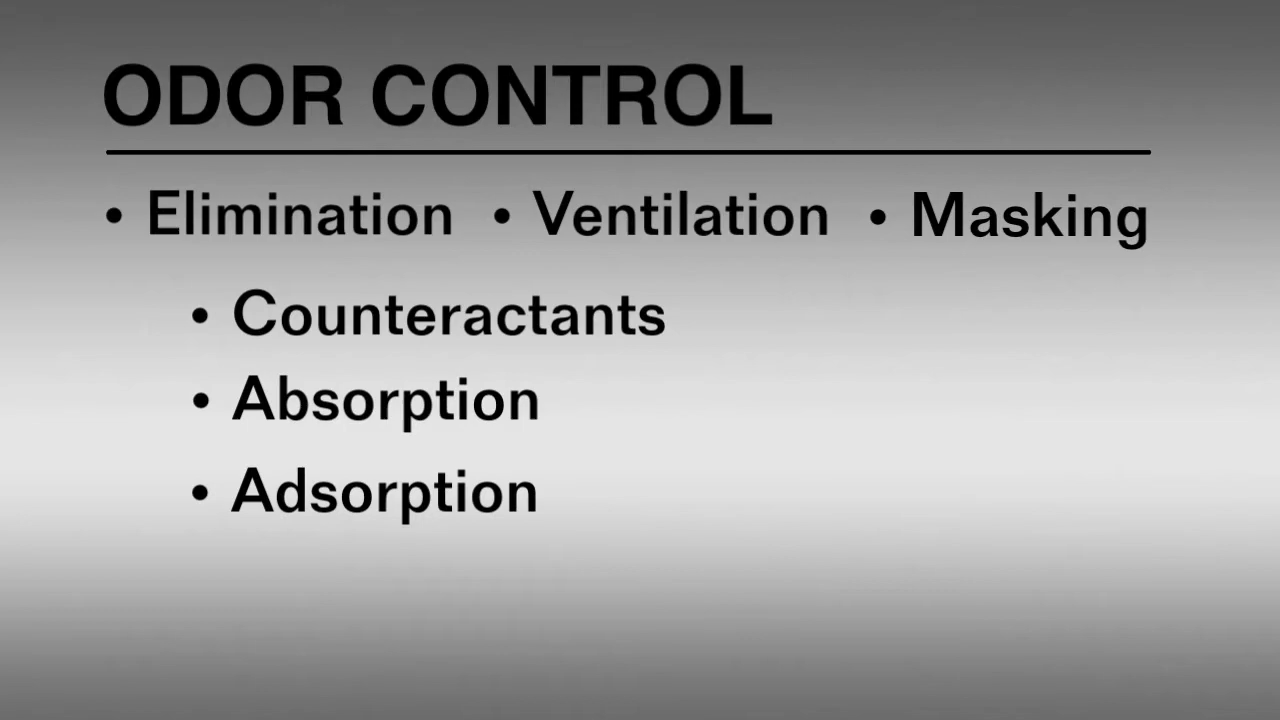 ODOR CONTROL
• Elimination • Ventilation • Masking
• Counteractants
• Absorption
• Adsorption